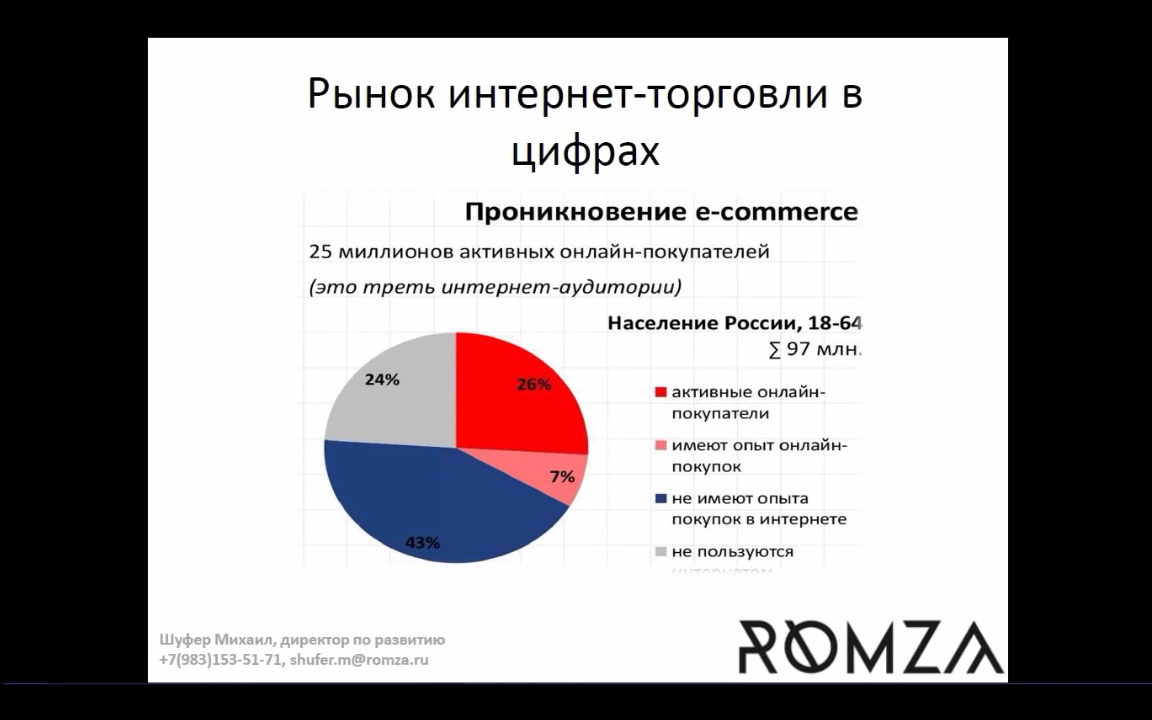 Рынок интернет-торговли в
цифрах
Проникновение e-commerce
25 миллионов активных онлайн-покупателей
(это треть интернет-аудитории)
Население России, 18-64
∑ 97 млн.
24%
26%
7%
43%
активные онлайн-
покупатели
имеют опыт онлайн-
покупок
не имеют опыта
покупок в интернете
не пользуются
Шуфер Михаил, директор по развитию
+7(983)153-51-71, shufer.m@romza.ru
ROMZA